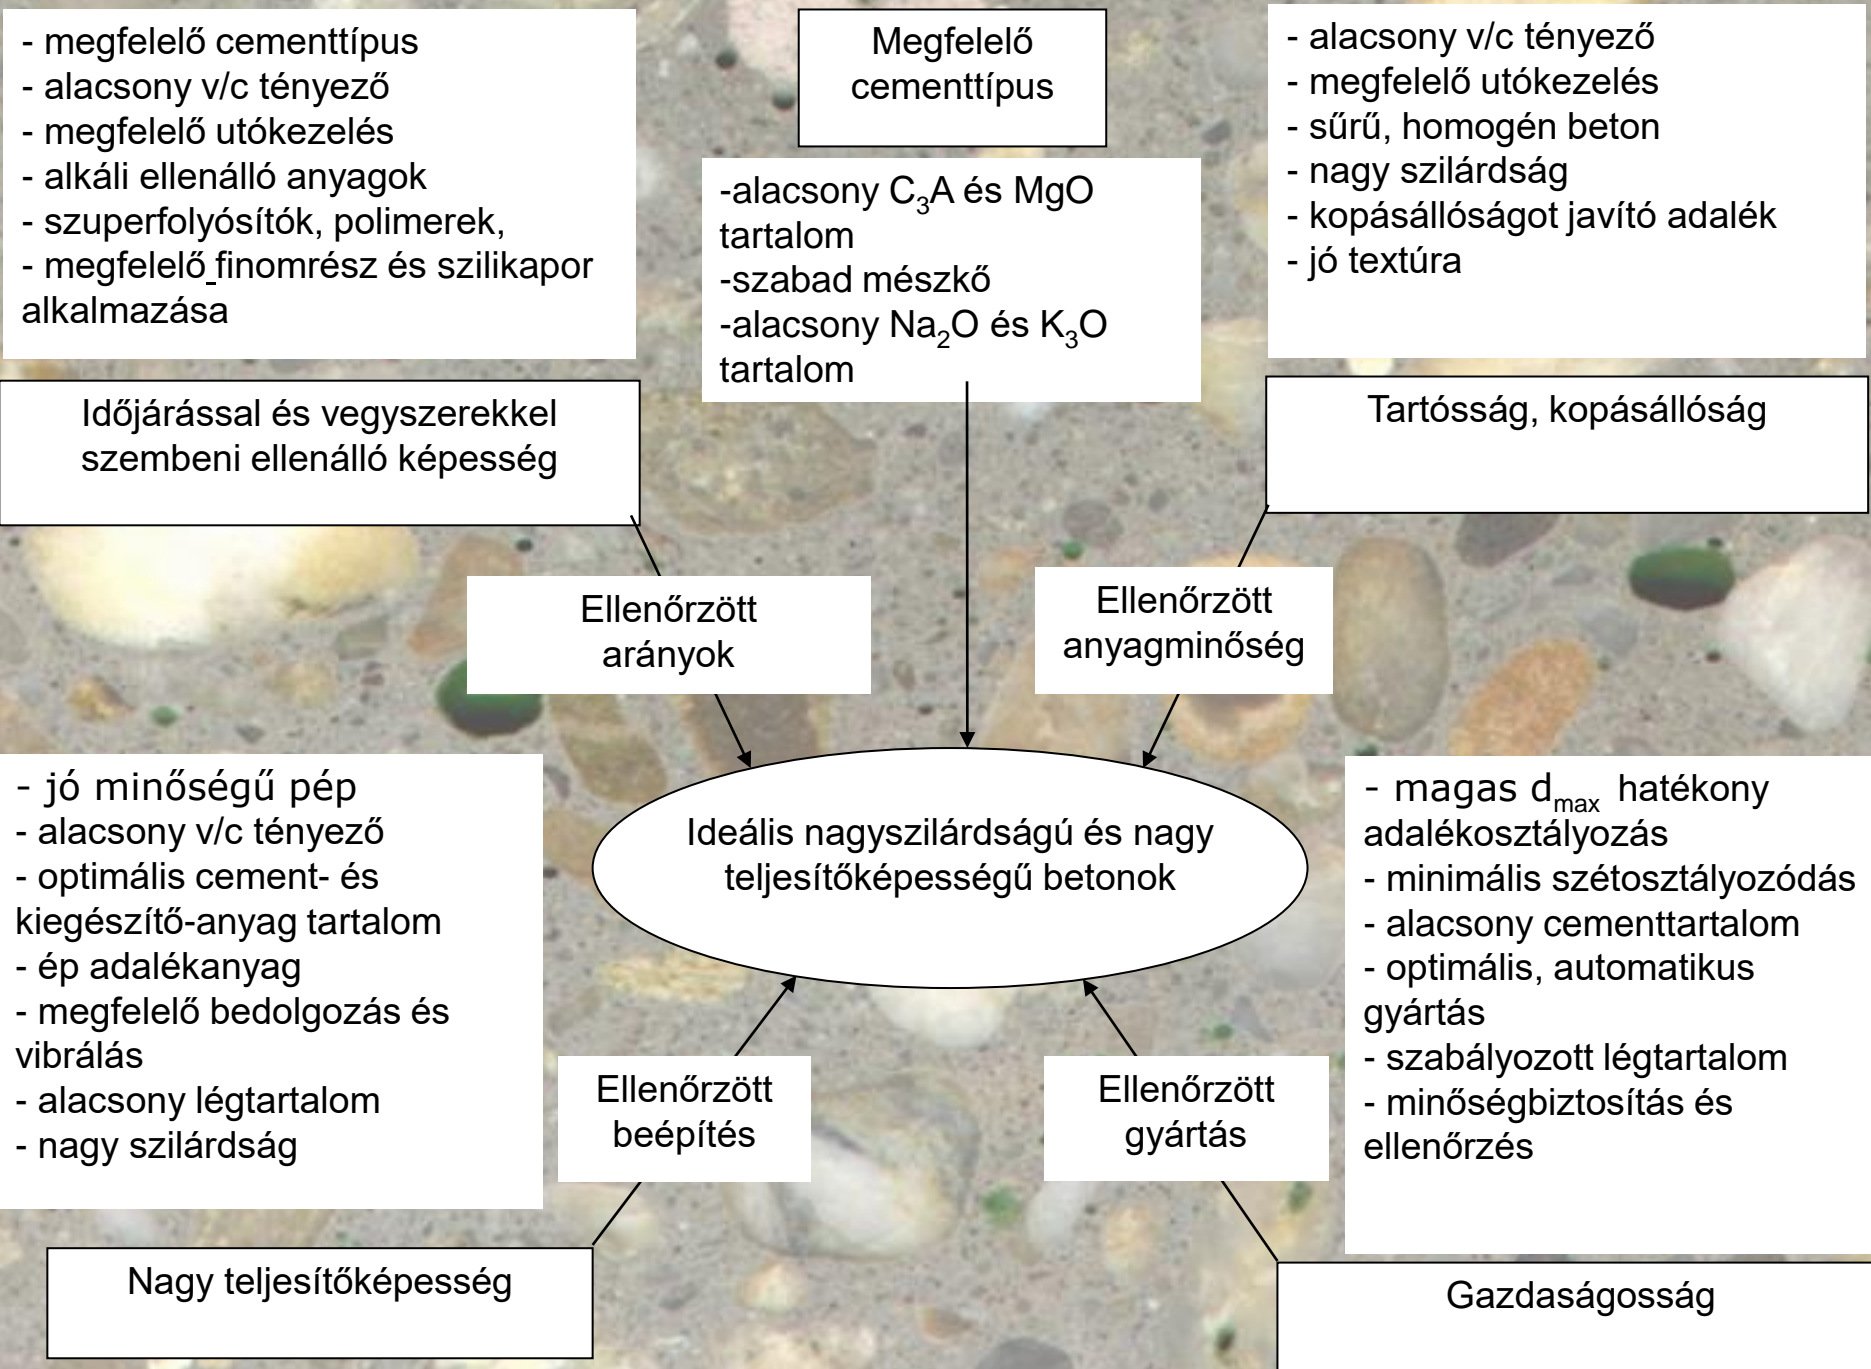 - megfelelő cementtípus
- alacsony v/c tényező
- megfelelő utókezelés
- alkáli ellenálló anyagok
- szuperfolyósítók, polimerek,
- megfelelő finomrész és szilikapor
alkalmazása
Megfelelő
cementtípus
-alacsony C₃A és MgO
tartalom
-szabad mészkő
-alacsony Na₂O és K₃O
tartalom
- alacsony v/c tényező
- megfelelő utókezelés
- sűrű, homogén beton
- nagy szilárdság
- kopásállóságot javító adalék
- jó textúra
Időjárással és vegyszerekkel
szembeni ellenálló képesség
Tartósság, kopásállóság
Ellenőrzött
arányok
Ellenőrzött
anyagminőség
Ideális nagyszilárdságú és nagy
teljesítőképességű betonok
- jó minőségű pép
- alacsony v/c tényező
- optimális cement- és
kiegészítő-anyag tartalom
- ép adalékanyag
- megfelelő bedolgozás és
vibrálás
- alacsony légtartalom
- nagy szilárdság
- magas dmax hatékony
adalékosztályozás
- minimális szétosztályozódás
- alacsony cementtartalom
- optimális, automatikus
gyártás
- szabályozott légtartalom
- minőségbiztosítás és
ellenőrzés
Ellenőrzött
beépítés
Ellenőrzött
gyártás
Nagy teljesítőképesség
Gazdaságosság